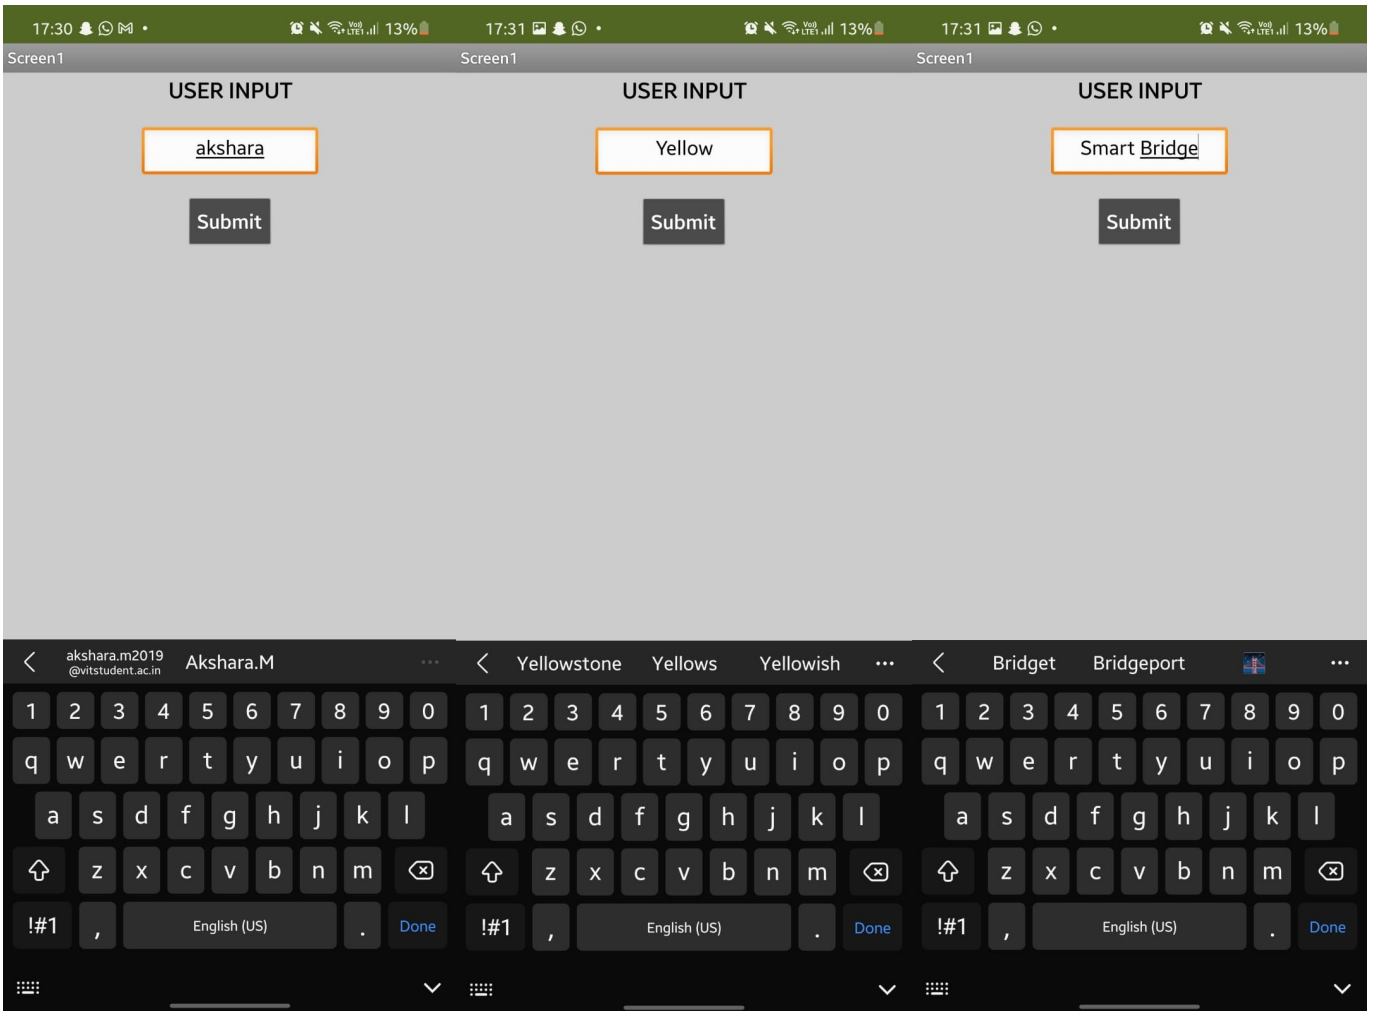 17:30 13%
Screen1
USER INPUT
akshara
Submit
akshara.m2019
@vitstudent.ac.in
Akshara.M
1 2 3 4 5 6 7 8 9 0
q w e r t y u i o p
a s d f g h j k l
z x c v b n m
!#1 , English (US) . Done
17:31 13%
Screen1
USER INPUT
Yellow
Submit
Yellowstone Yellows Yellowish
1 2 3 4 5 6 7 8 9 0
q w e r t y u i o p
a s d f g h j k l
z x c v b n m
!#1 , English (US) . Done
17:31 13%
Screen1
USER INPUT
Smart Bridge
Submit
Bridget Bridgeport
1 2 3 4 5 6 7 8 9 0
q w e r t y u i o p
a s d f g h j k l
z x c v b n m
!#1 , English (US) . Done